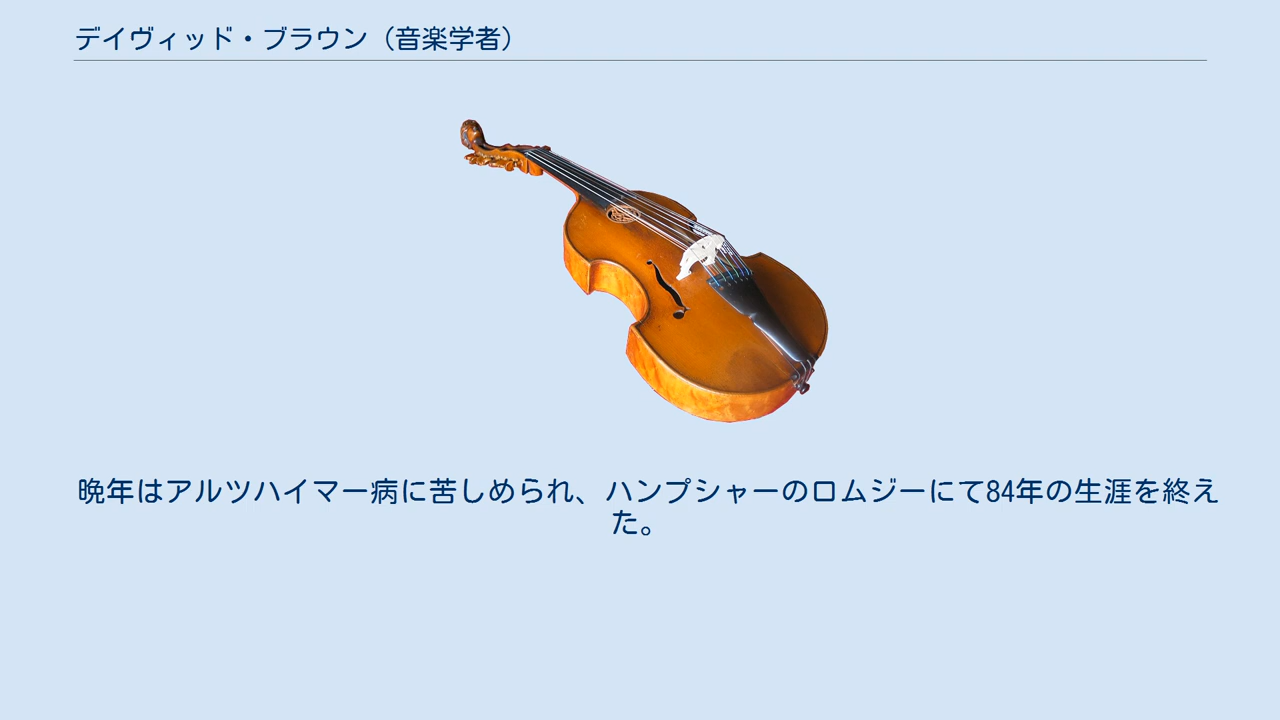 デイヴィッド・ブラウン（音楽学者）
晩年はアルツハイマー病に苦しめられ、ハンプシャーのロムジーにて84年の生涯を終え
た。